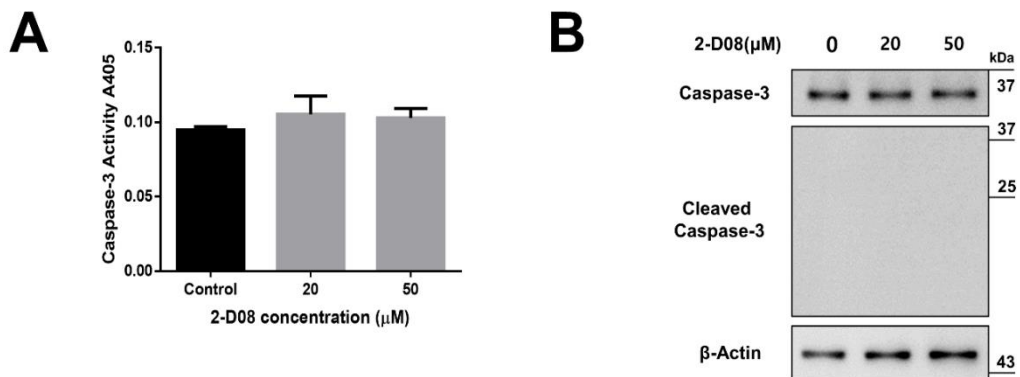 A
Caspase-3 Activity A405
0.15
0.10
0.05
0.00
Control 20 50
2-D08 concentration (μM)
B
2-D08(μM) 0 20 50
kDa
Caspase-3
37
37
25
Cleaved
Caspase-3
β-Actin
43